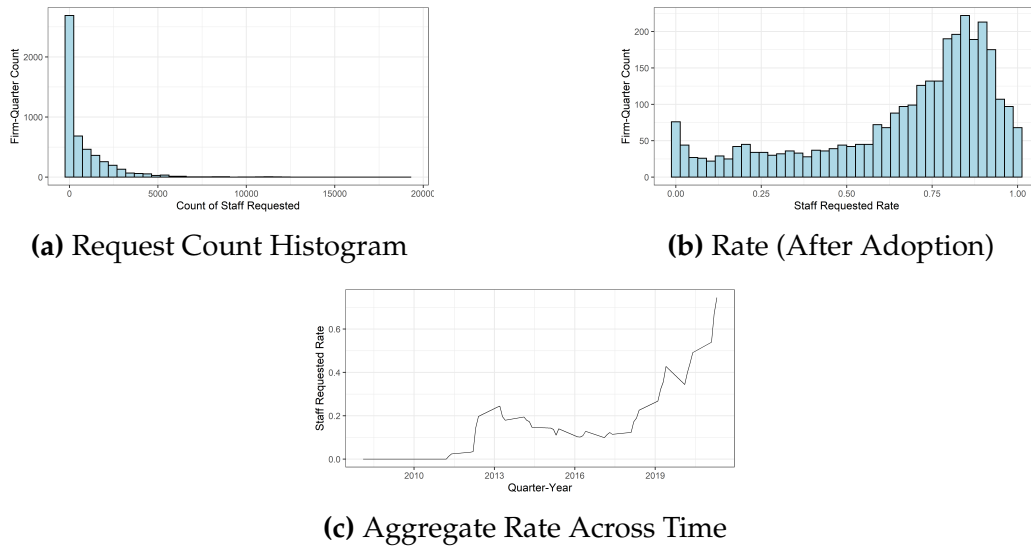 2000
1000
0
Firm-Quarter Count
0 5000 10000 15000 20000
Count of Staff Requested
(a) Request Count Histogram
200
150
100
50
0
Firm-Quarter Count
0.00 0.25 0.50 0.75 1.00
Staff Requested Rate
(b) Rate (After Adoption)
0.6
0.4
0.2
0.0
Staff Requested Rate
2010 2013 2016 2019
Quarter-Year
(c) Aggregate Rate Across Time